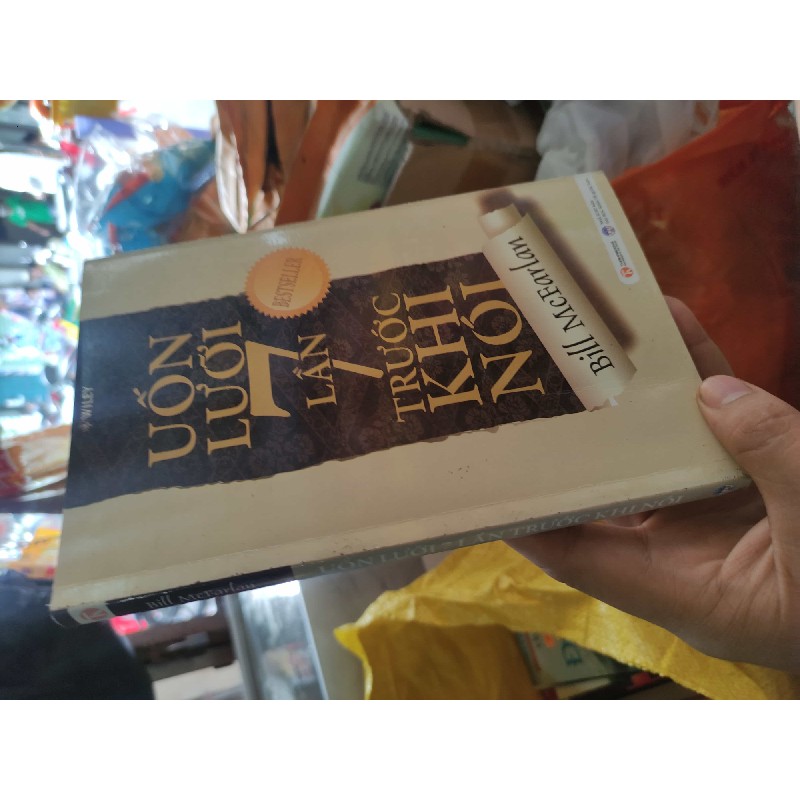 WILEY
UỐN
LƯỠI
7
LẦN
TRƯỚC
KHI
NÓI
BESTSELLER
Bill McFarlan
Bill McFarlan
UỐN LƯỠI 7 LẦN TRƯỚC KHI NÓI